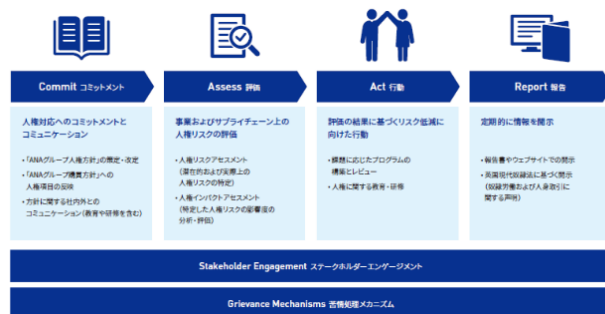 Commit コミットメント
Assess 評価
Act 行動
Report 報告
人権対応へのコミットメントと
コミュニケーション
・「ANAグループ人権方針」の策定・改定
・「ANAグループ購買方針」への
人権項目の反映
・方針に関する社内外との
コミュニケーション(教育や研修を含む)
事業およびサプライチェーン上の
人権リスクの評価
・人権リスクアセスメント
(潜在的および実際上の
人権リスクの特定)
・人権インパクトアセスメント
(特定した人権リスクの影響度の
分析・評価)
評価の結果に基づくリスク低減に
向けた行動
・課題に応じたプログラムの
構築とレビュー
・人権に関する教育・研修
定期的に情報を開示
・報告書やウェブサイトでの開示
・英国現代奴隷法に基づく開示
(奴隷労働および人身取引に
関する声明)
Stakeholder Engagement ステークホルダーエンゲージメント
Grievance Mechanisms 苦情処理メカニズム